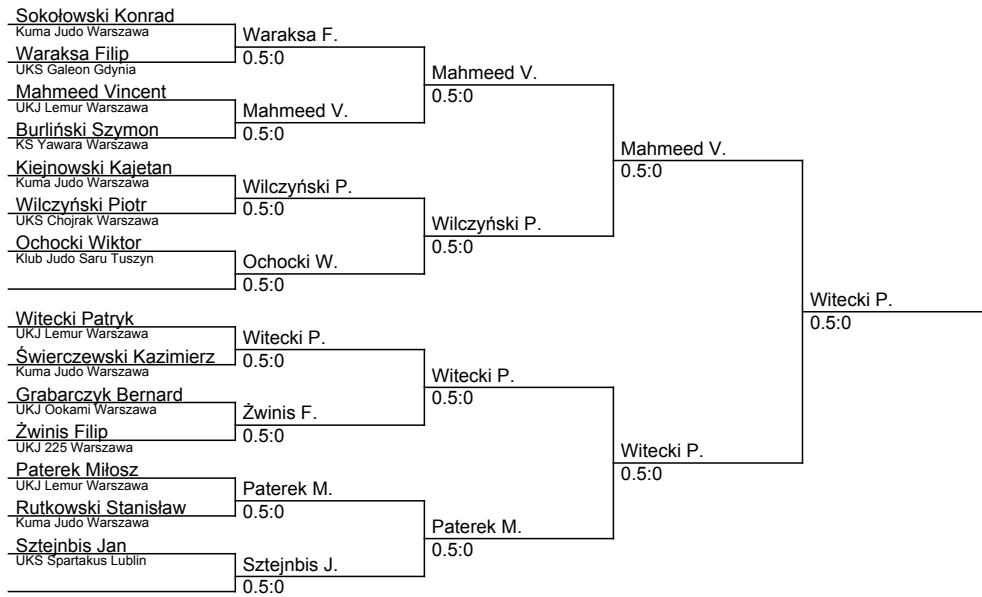 Sokołowski Konrad
Kuma Judo Warszawa
Waraksa Filip
UKS Galeon Gdynia
Mahmeed Vincent
UKJ Lemur Warszawa
Burliński Szymon
KS Yawara Warszawa
Kiejnowski Kajetan
Kuma Judo Warszawa
Wilczyński Piotr
UKS Chojrak Warszawa
Ochocki Wiktor
Klub Judo Saru Tuszyn
Witecki Patryk
UKJ Lemur Warszawa
Świerczewski Kazimierz
Kuma Judo Warszawa
Grabarczyk Bernard
UKJ Ookami Warszawa
Żwinis Filip
UKJ 225 Warszawa
Paterek Miłosz
UKJ Lemur Warszawa
Rutkowski Stanisław
Kuma Judo Warszawa
Sztejnbis Jan
UKS Spartakus Lublin
Waraksa F.
0.5:0
Mahmeed V.
0.5:0
Wilczyński P.
0.5:0
Ochocki W.
0.5:0
Witecki P.
0.5:0
Żwinis F.
0.5:0
Paterek M.
0.5:0
Sztejnbis J.
0.5:0
Mahmeed V.
0.5:0
Wilczyński P.
0.5:0
Witecki P.
0.5:0
Paterek M.
0.5:0
Mahmeed V.
0.5:0
Witecki P.
0.5:0
Witecki P.
0.5:0